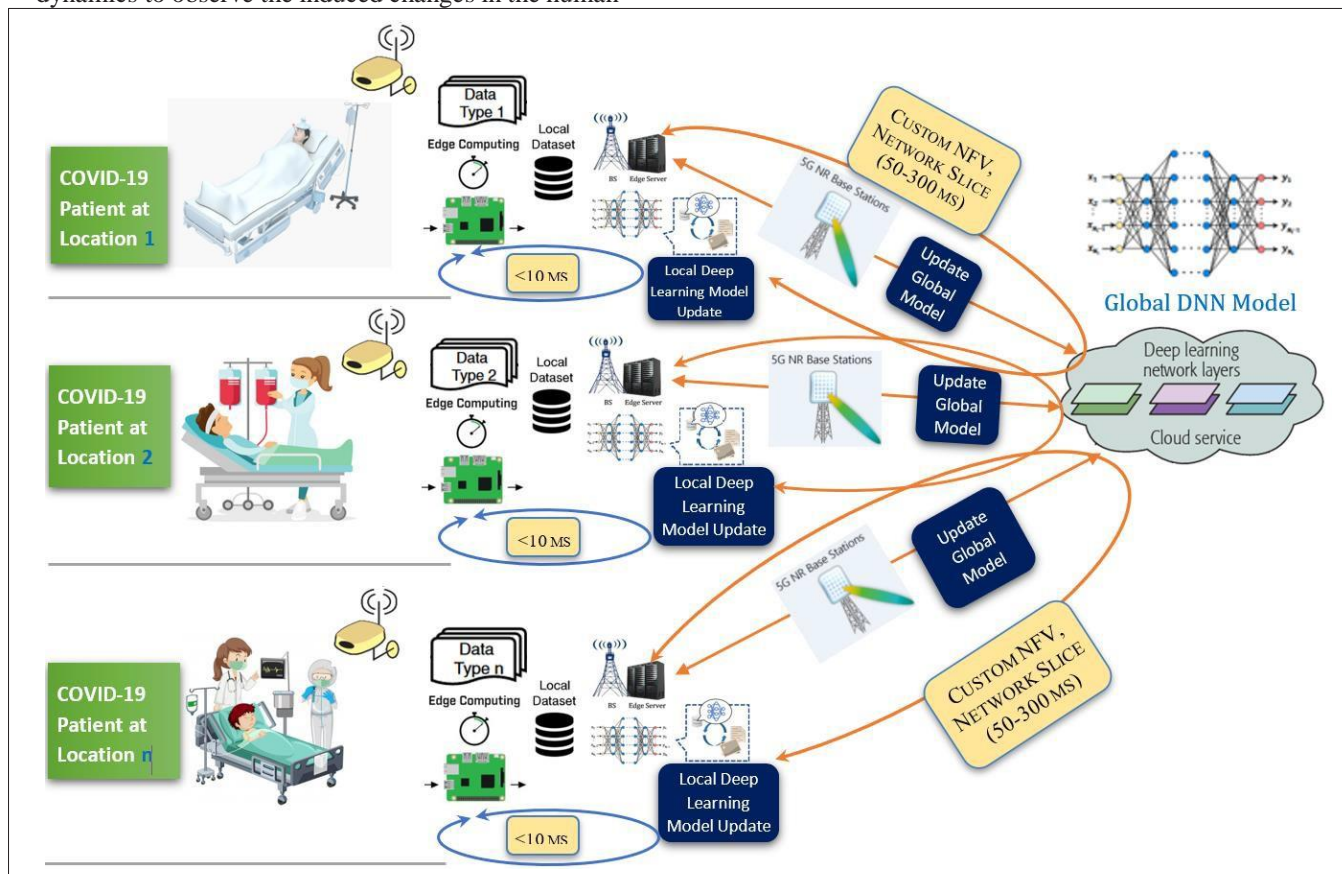 dynamics to observe the induced changes in the human
COVID-19
Patient at
Location 1
Data
Type 1
Edge Computing
Local
Dataset
BS
Edge Server
<10 MS
Local Deep
Learning Model
Update
5G NR Base Stations
CUSTOM NFV,
NETWORK SLICE
(50-300 MS)
Update
Global
Model
Global DNN Model
Deep learning
network layers
Cloud service
COVID-19
Patient at
Location 2
Data
Type 2
Edge Computing
Local
Dataset
BS
Edge Server
<10 MS
Local Deep
Learning
Model Update
5G NR Base Stations
Update
Global
Model
COVID-19
Patient at
Location n
Data
Type n
Edge Computing
Local
Dataset
BS
Edge Server
<10 MS
Local Deep
Learning
Model Update
5G NR Base Stations
Update
Global
Model
CUSTOM NFV,
NETWORK SLICE
(50-300 MS)